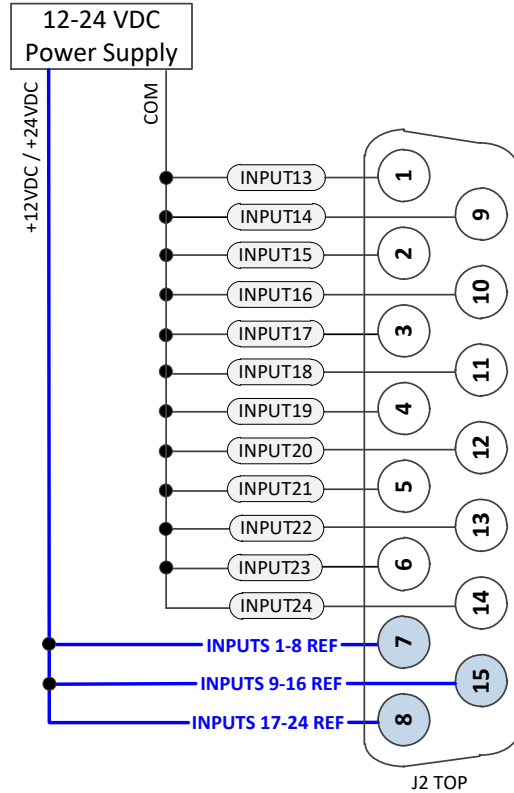 12-24 VDC
Power Supply
+12VDC / +24VDC
COM
INPUT13
1
INPUT14
9
INPUT15
2
INPUT16
10
INPUT17
3
INPUT18
11
INPUT19
4
INPUT20
12
INPUT21
5
INPUT22
13
INPUT23
6
INPUT24
14
INPUTS 1-8 REF
7
INPUTS 9-16 REF
15
INPUTS 17-24 REF
8
J2 TOP